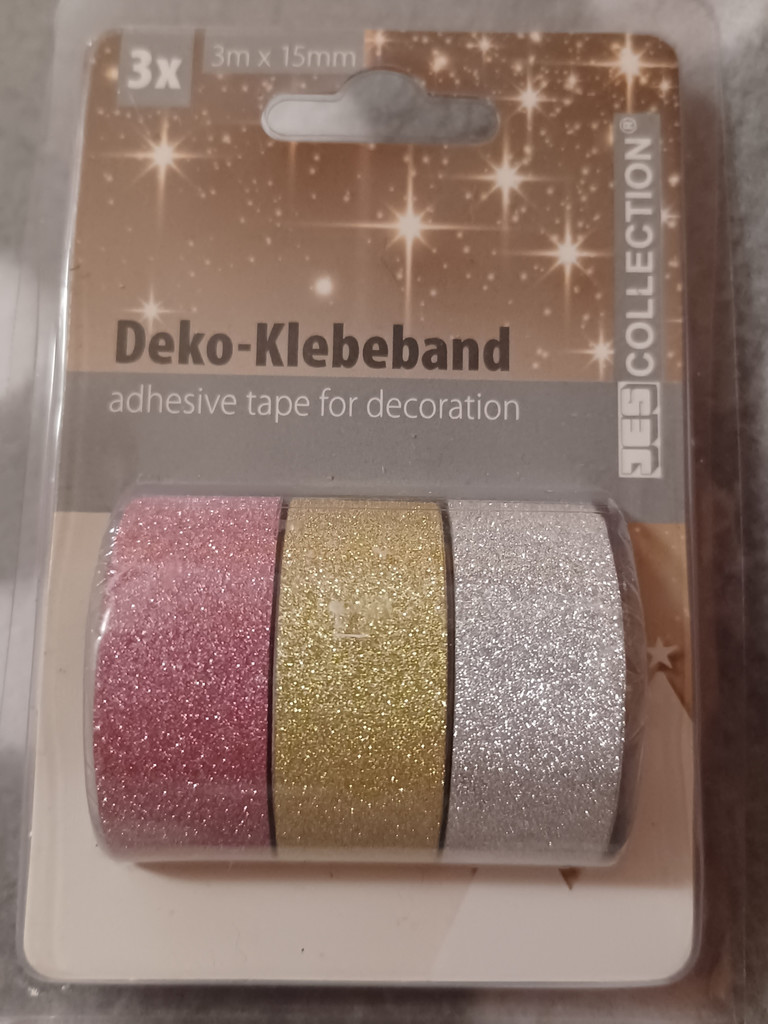 3x
3m x 15mm
JES COLLECTION®
Deko-Klebeband
adhesive tape for decoration